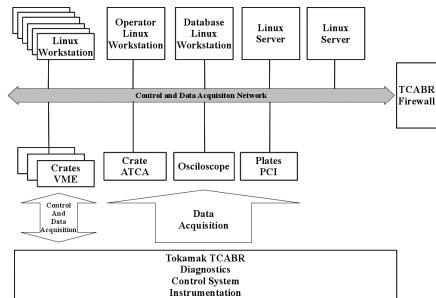 Linux
Workstation
Operator
Linux
Workstation
Database
Linux
Workstation
Linux
Server
Linux
Server
Control and Data Acquisiton Network
TCABR
Firewall
Crates
VME
Crate
ATCA
Osciloscope
Plates
PCI
Control
And
Data
Acquisition
Data
Acquisition
Tokamak TCABR
Diagnostics
Control System
Instrumentation